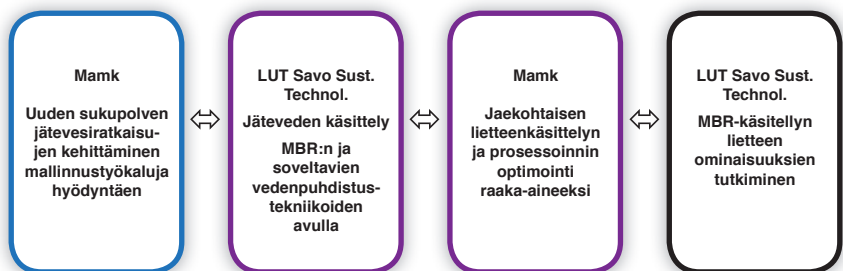 Mamk
Uuden sukupolven
jätevesiratkaisu-
jen kehittäminen
mallinnustyökaluja
hyödyntäen
LUT Savo Sust.
Technol.
Jäteveden käsittely
MBR:n ja
soveltavien
vedenpuhdistus-
tekniikoiden
avulla
Mamk
Jaekohtaisen
lietteenkäsittelyn
ja prosessoinnin
optimointi
raaka-aineeksi
LUT Savo Sust.
Technol.
MBR-käsitellyn
lietteen
ominaisuuksien
tutkiminen